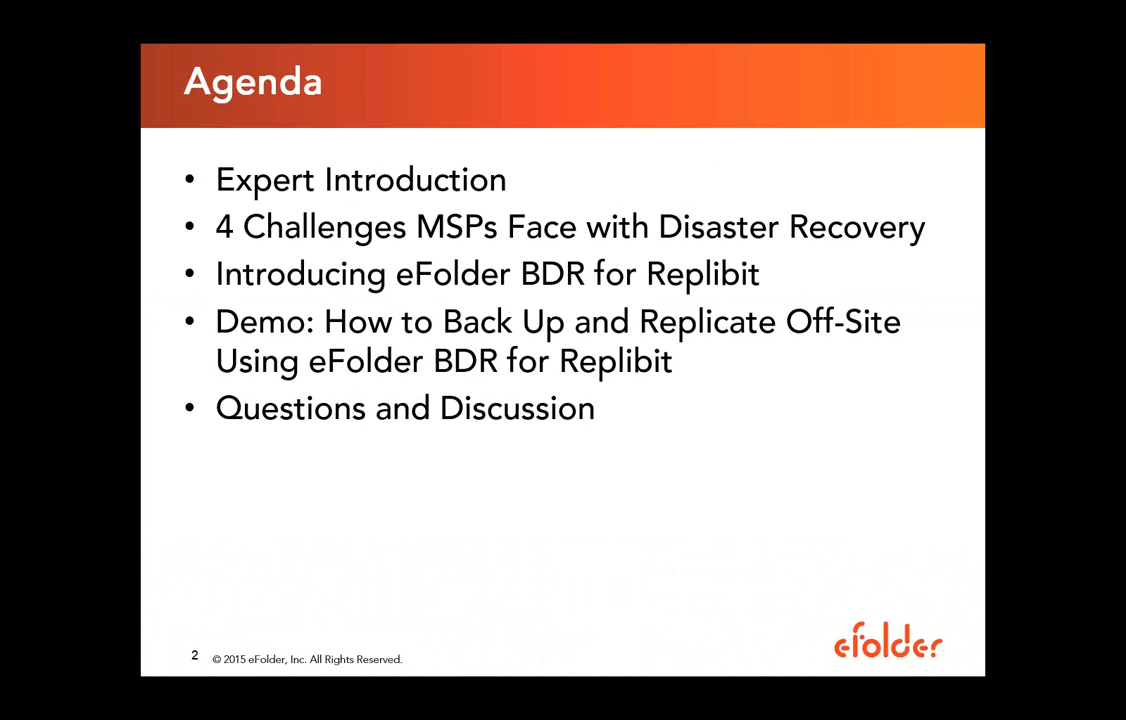 Agenda
• Expert Introduction
• 4 Challenges MSPs Face with Disaster Recovery
• Introducing eFolder BDR for Replibit
• Demo: How to Back Up and Replicate Off-Site
Using eFolder BDR for Replibit
• Questions and Discussion
2 © 2015 eFolder, Inc. All Rights Reserved.
efolder